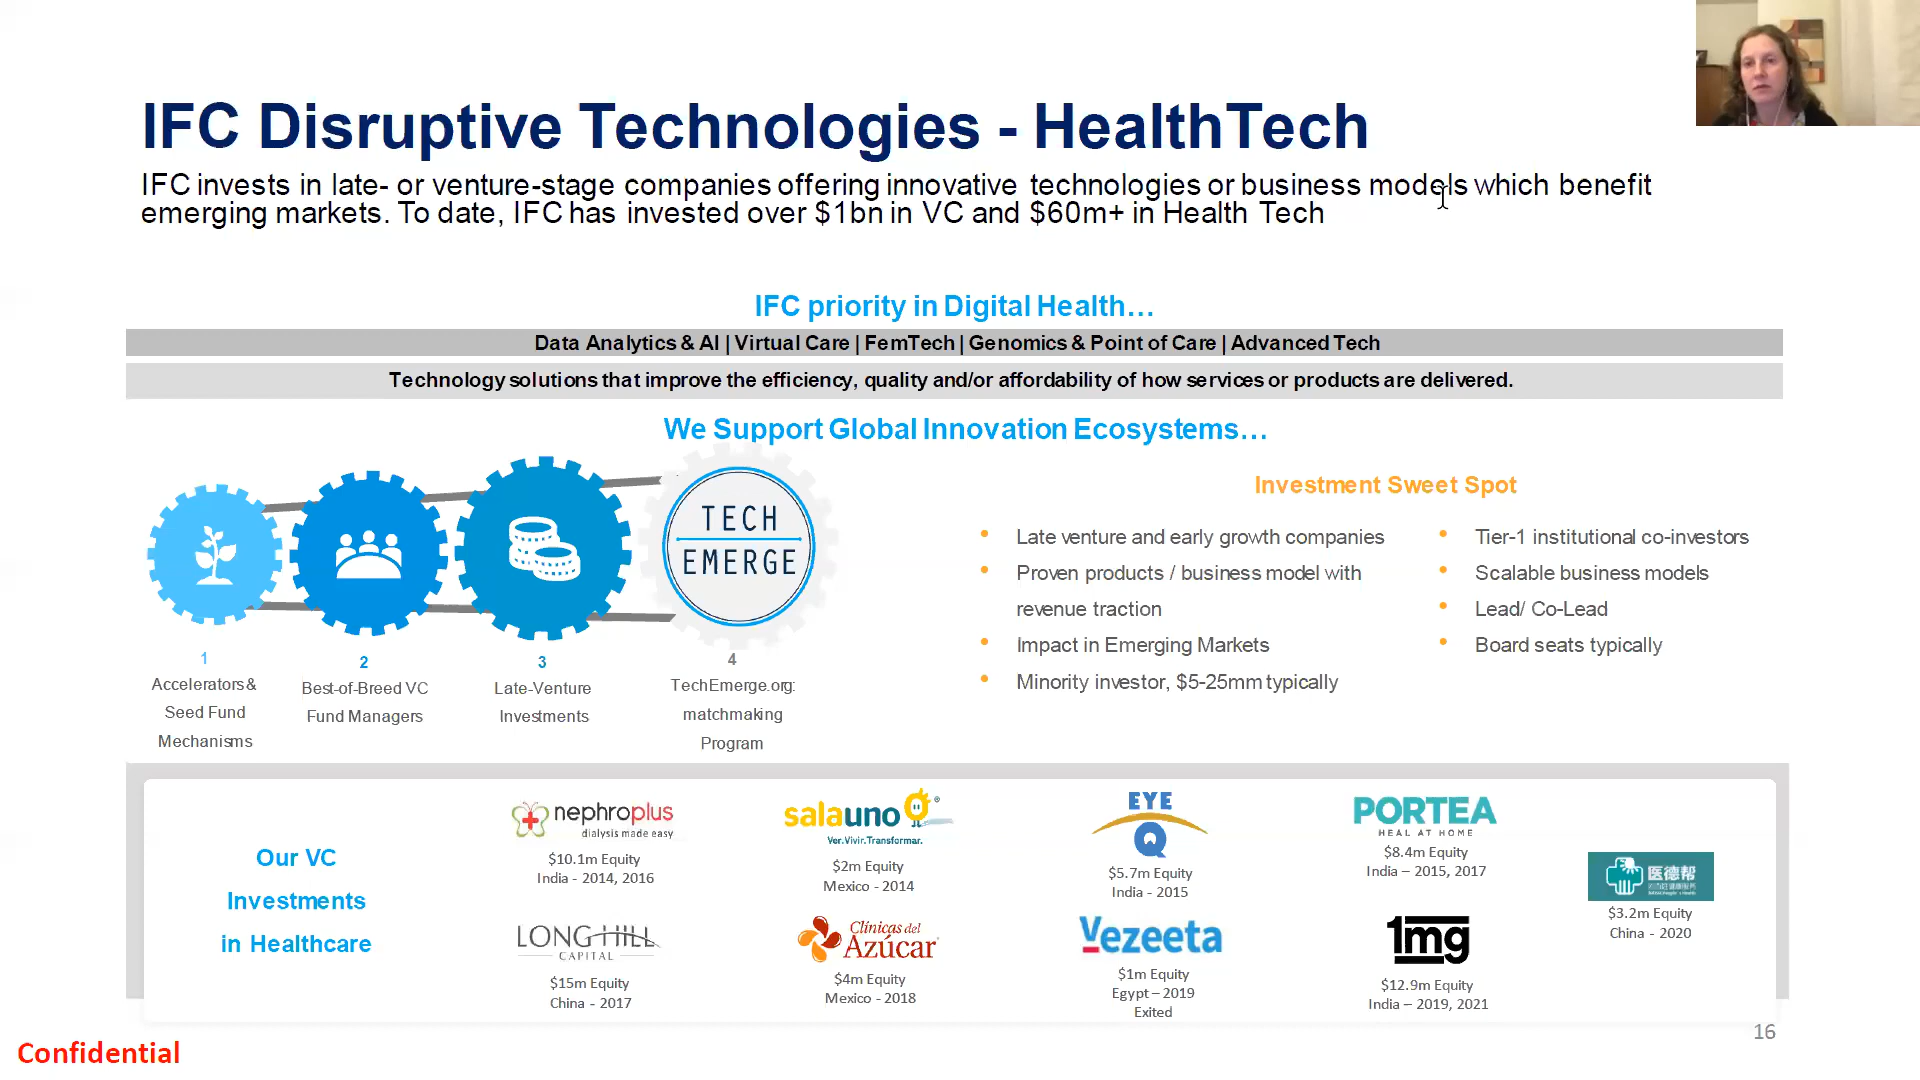 IFC Disruptive Technologies - HealthTech
IFC invests in late- or venture-stage companies offering innovative technologies or business models which benefit
emerging markets. To date, IFC has invested over $1bn in VC and $60m+ in Health Tech
IFC priority in Digital Health…
Data Analytics & AI | Virtual Care | FemTech | Genomics & Point of Care | Advanced Tech
Technology solutions that improve the efficiency, quality and/or affordability of how services or products are delivered.
We Support Global Innovation Ecosystems…
TECH
EMERGE
1
Accelerators &
Seed Fund
Mechanisms
2
Best-of-Breed VC
Fund Managers
3
Late-Venture
Investments
4
TechEmerge.org:
matchmaking
Program
Investment Sweet Spot
• Late venture and early growth companies
• Proven products / business model with
revenue traction
• Impact in Emerging Markets
• Minority investor, $5-25mm typically
• Tier-1 institutional co-investors
• Scalable business models
• Lead/ Co-Lead
• Board seats typically
Our VC
Investments
in Healthcare
nephroplus
dialysis made easy
$10.1m Equity
India - 2014, 2016
salauno®
Ver.Vivir.Transformar.
$2m Equity
Mexico - 2014
EYE
Q
$5.7m Equity
India - 2015
PORTEA
HEAL AT HOME
$8.4m Equity
India – 2015, 2017
医德帮
$3.2m Equity
China - 2020
LONG HILL
CAPITAL
$15m Equity
China - 2017
Clínicas del
Azúcar
$4m Equity
Mexico - 2018
Vezeeta
$1m Equity
Egypt – 2019
Exited
1mg
$12.9m Equity
India – 2019, 2021
16
Confidential